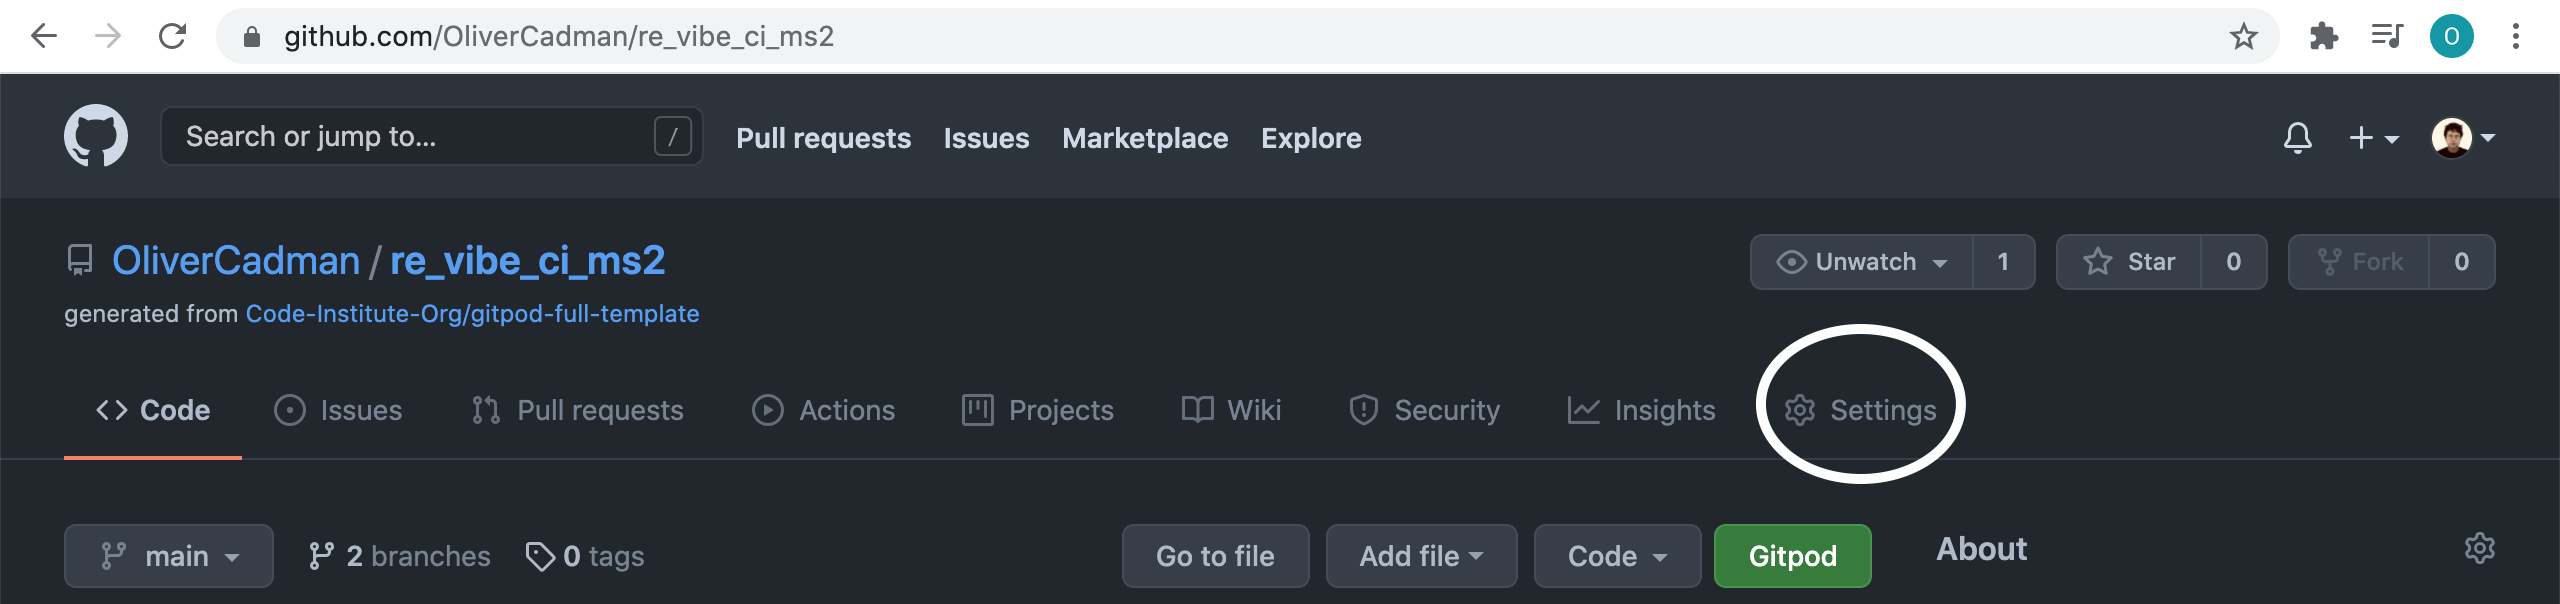 github.com/OliverCadman/re_vibe_ci_ms2 O
Search or jump to... / Pull requests Issues Marketplace Explore
OliverCadman / re_vibe_ci_ms2 Unwatch 1 Star 0 Fork 0
generated from Code-Institute-Org/gitpod-full-template
Code Issues Pull requests Actions Projects Wiki Security Insights Settings
main 2 branches 0 tags Go to file Add file Code Gitpod About